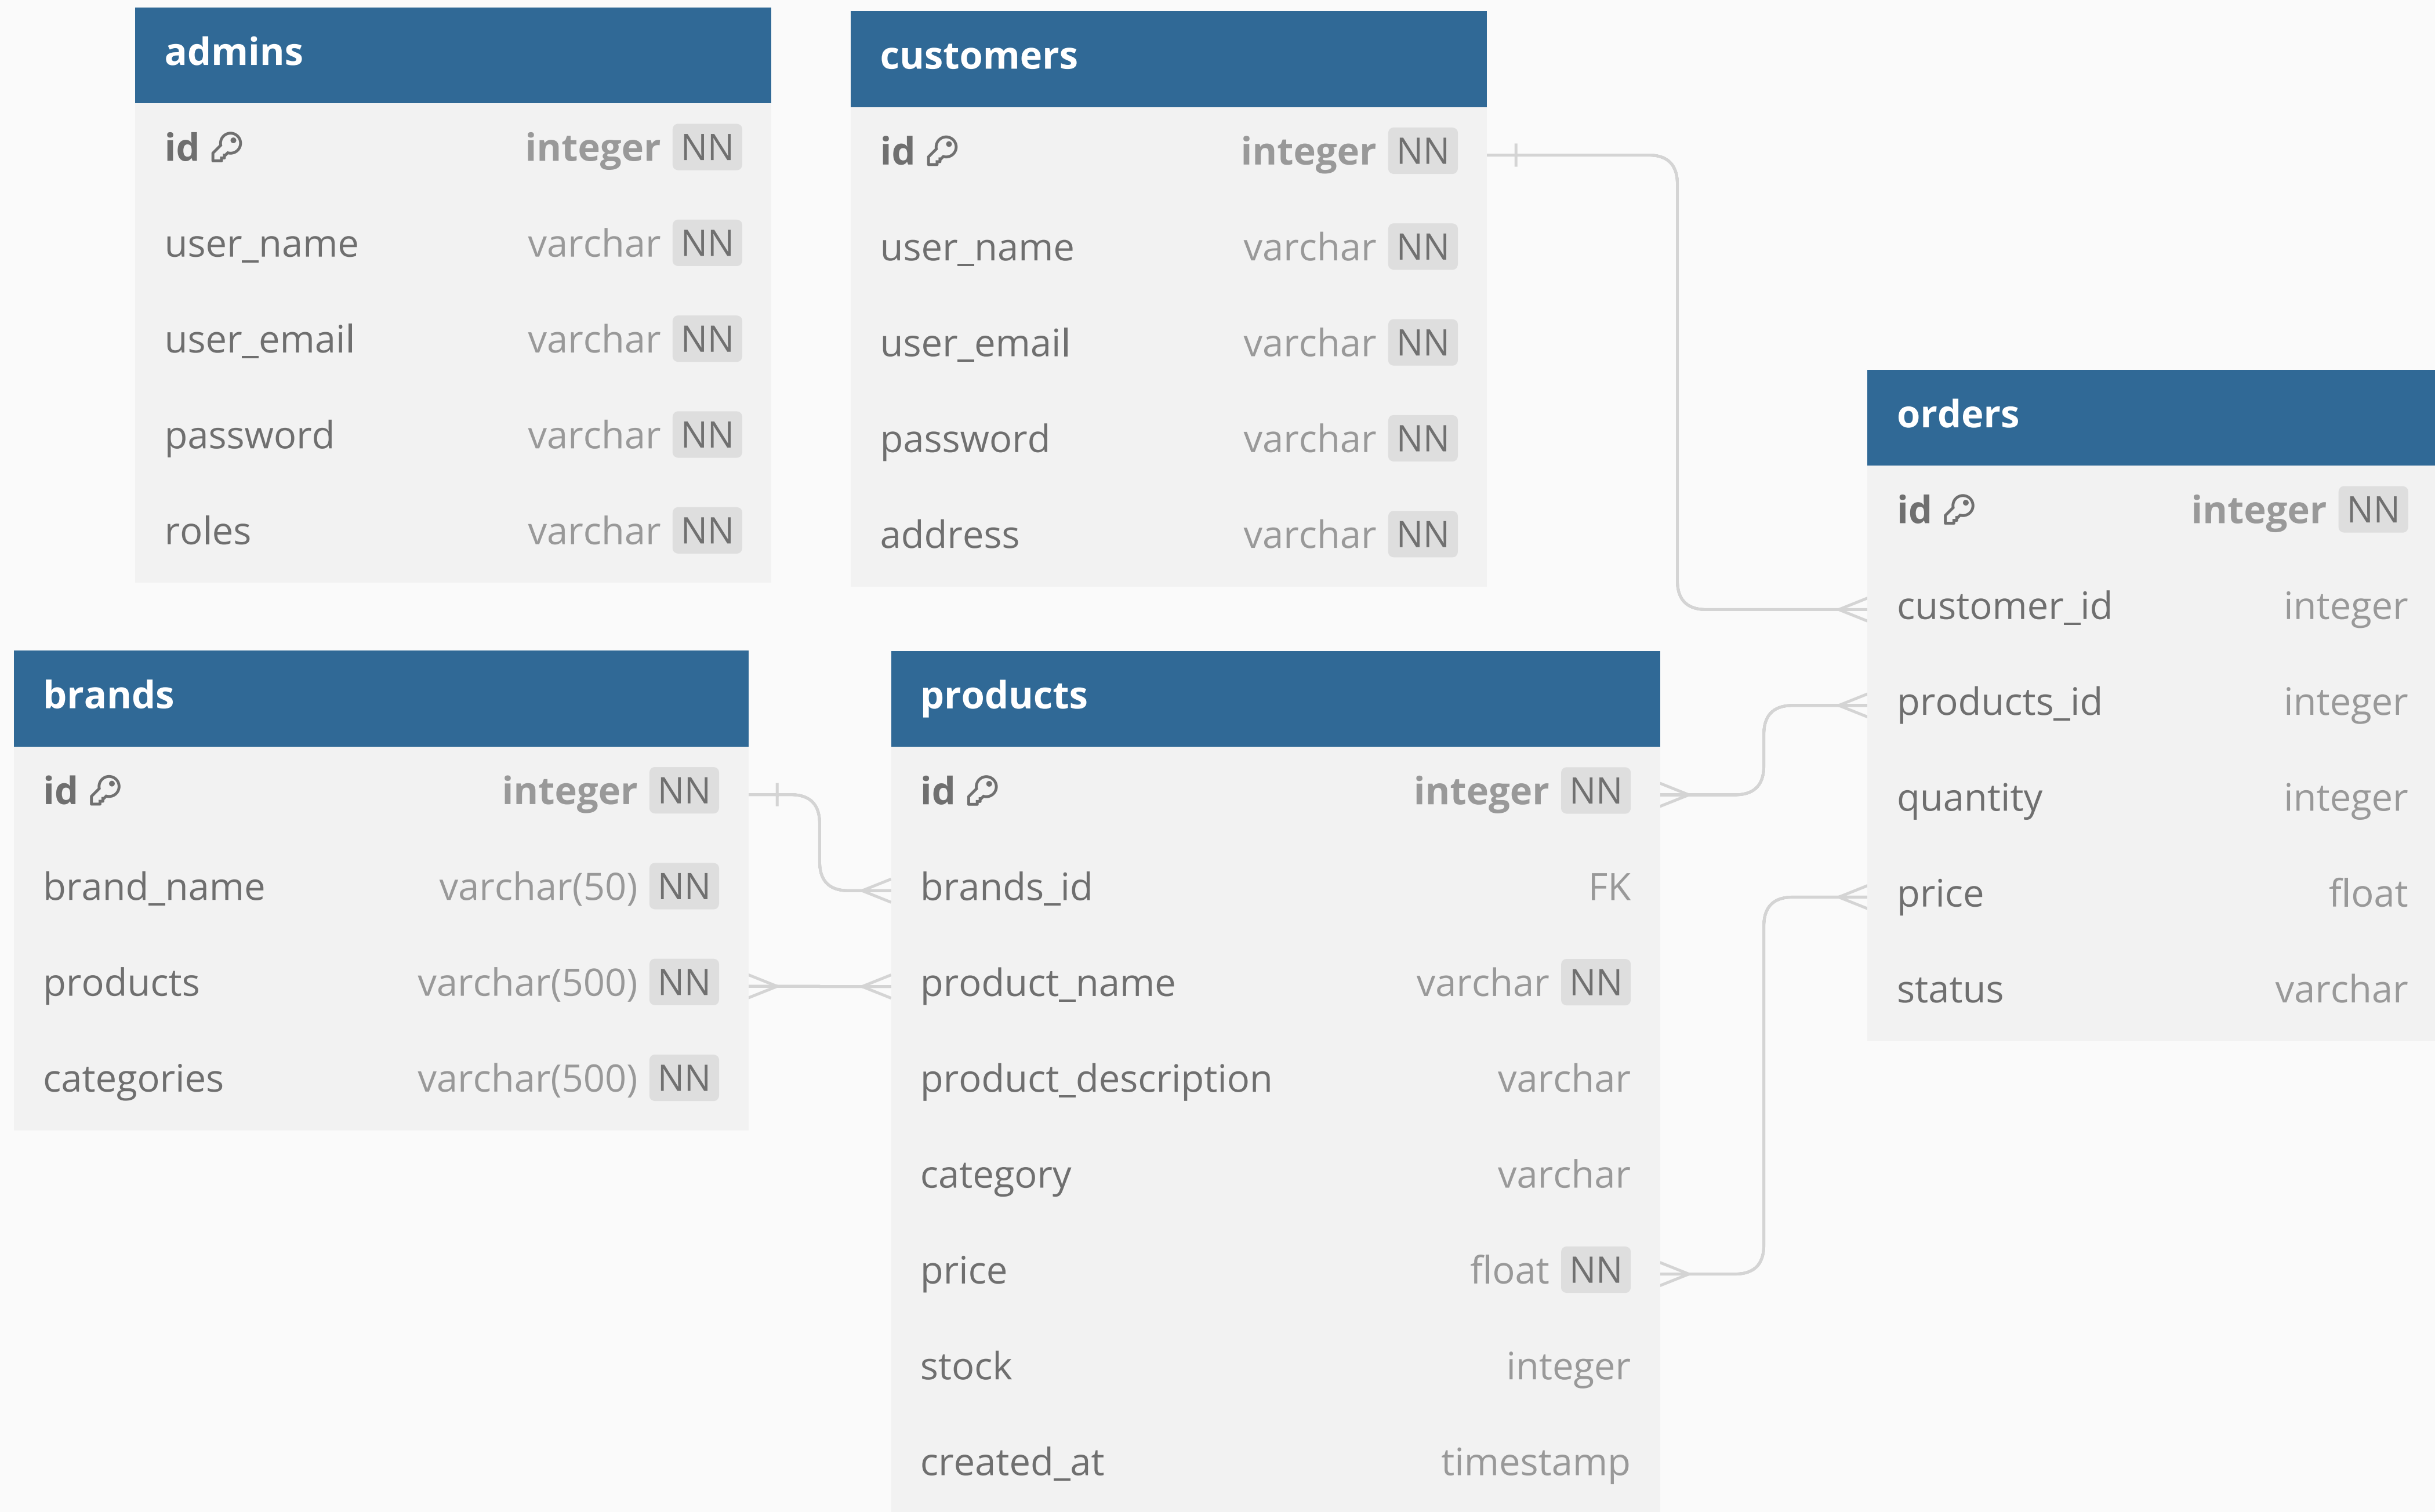 admins
id integer NN
user_name varchar NN
user_email varchar NN
password varchar NN
roles varchar NN
customers
id integer NN
user_name varchar NN
user_email varchar NN
password varchar NN
address varchar NN
orders
id integer NN
customer_id integer
products_id integer
quantity integer
price float
status varchar
brands
id integer NN
brand_name varchar(50) NN
products varchar(500) NN
categories varchar(500) NN
products
id integer NN
brands_id FK
product_name varchar NN
product_description varchar
category varchar
price float NN
stock integer
created_at timestamp